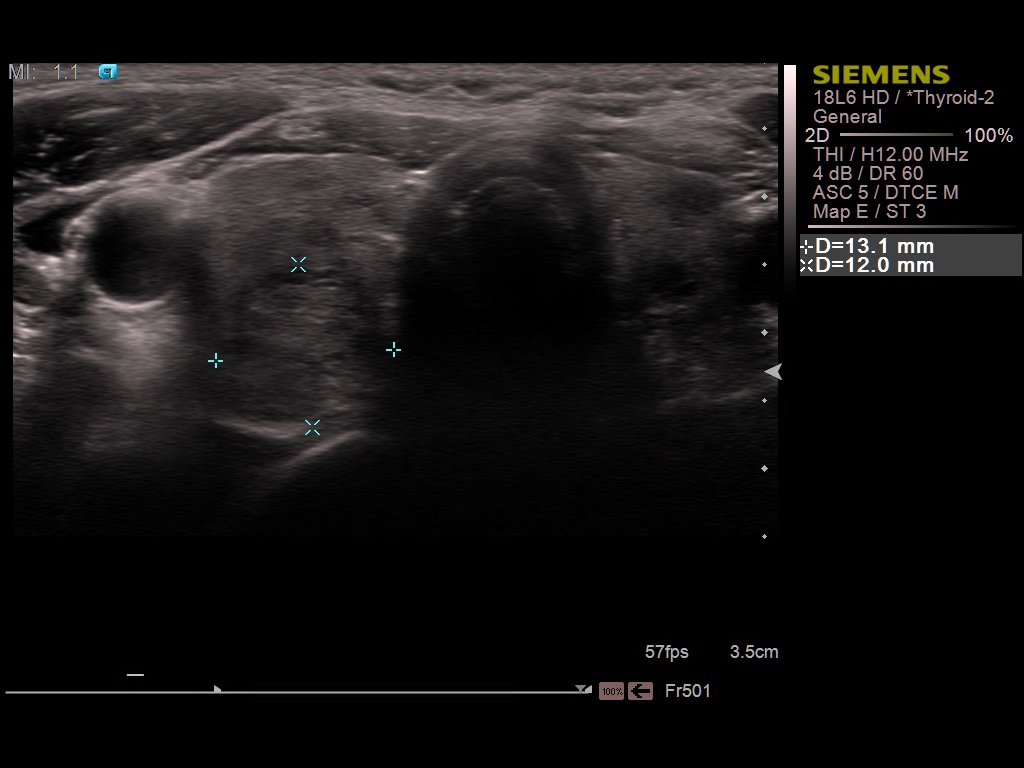 MI: 1.1
SIEMENS
18L6 HD / *Thyroid-2
General
2D 100%
THI / H12.00 MHz
4 dB / DR 60
ASC 5 / DTCE M
Map E / ST 3
D=13.1 mm
D=12.0 mm
57fps 3.5cm
100% Fr501